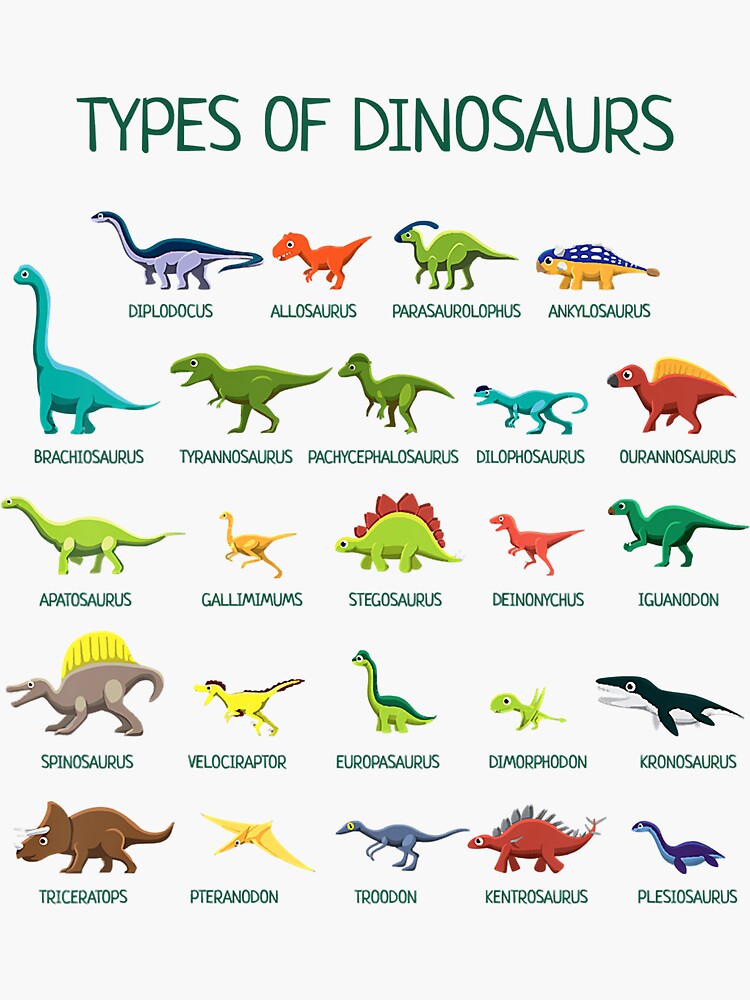 TYPES OF DINOSAURS
DIPLODOCUS ALLOSAURUS PARASAUROLOPHUS ANKYLOSAURUS
BRACHIOSAURUS TYRANNOSAURUS PACHYCEPHALOSAURUS DILOPHOSAURUS OURANNOSAURUS
APATOSAURUS GALLIMIMUMS STEGOSAURUS DEINONYCHUS IGUANODON
SPINOSAURUS VELOCIRAPTOR EUROPASAURUS DIMORPHODON KRONOSAURUS
TRICERATOPS PTERANODON TROODON KENTROSAURUS PLESIOSAURUS